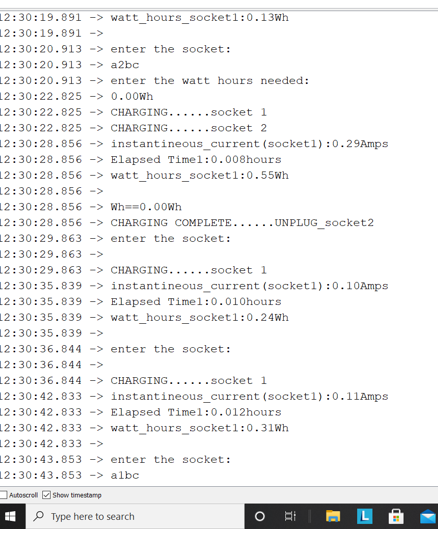 12:30:19.891 -> watt_hours_socket1:0.13Wh
12:30:19.891 ->
12:30:20.913 -> enter the socket:
12:30:20.913 -> a2bc
12:30:20.913 -> enter the watt hours needed:
12:30:22.825 -> 0.00Wh
12:30:22.825 -> CHARGING......socket 1
12:30:22.825 -> CHARGING......socket 2
12:30:28.856 -> instantineous_current(socket1):0.29Amps
12:30:28.856 -> Elapsed Time1:0.008hours
12:30:28.856 -> watt_hours_socket1:0.55Wh
12:30:28.856 ->
12:30:28.856 -> Wh==0.00Wh
12:30:28.856 -> CHARGING COMPLETE......UNPLUG_socket2
12:30:29.863 -> enter the socket:
12:30:29.863 ->
12:30:29.863 -> CHARGING......socket 1
12:30:35.839 -> instantineous_current(socket1):0.10Amps
12:30:35.839 -> Elapsed Time1:0.010hours
12:30:35.839 -> watt_hours_socket1:0.24Wh
12:30:35.839 ->
12:30:36.844 -> enter the socket:
12:30:36.844 ->
12:30:36.844 -> CHARGING......socket 1
12:30:42.833 -> instantineous_current(socket1):0.11Amps
12:30:42.833 -> Elapsed Time1:0.012hours
12:30:42.833 -> watt_hours_socket1:0.31Wh
12:30:42.833 ->
12:30:43.853 -> enter the socket:
12:30:43.853 -> a1bc
Autoscroll Show timestamp
Type here to search
L